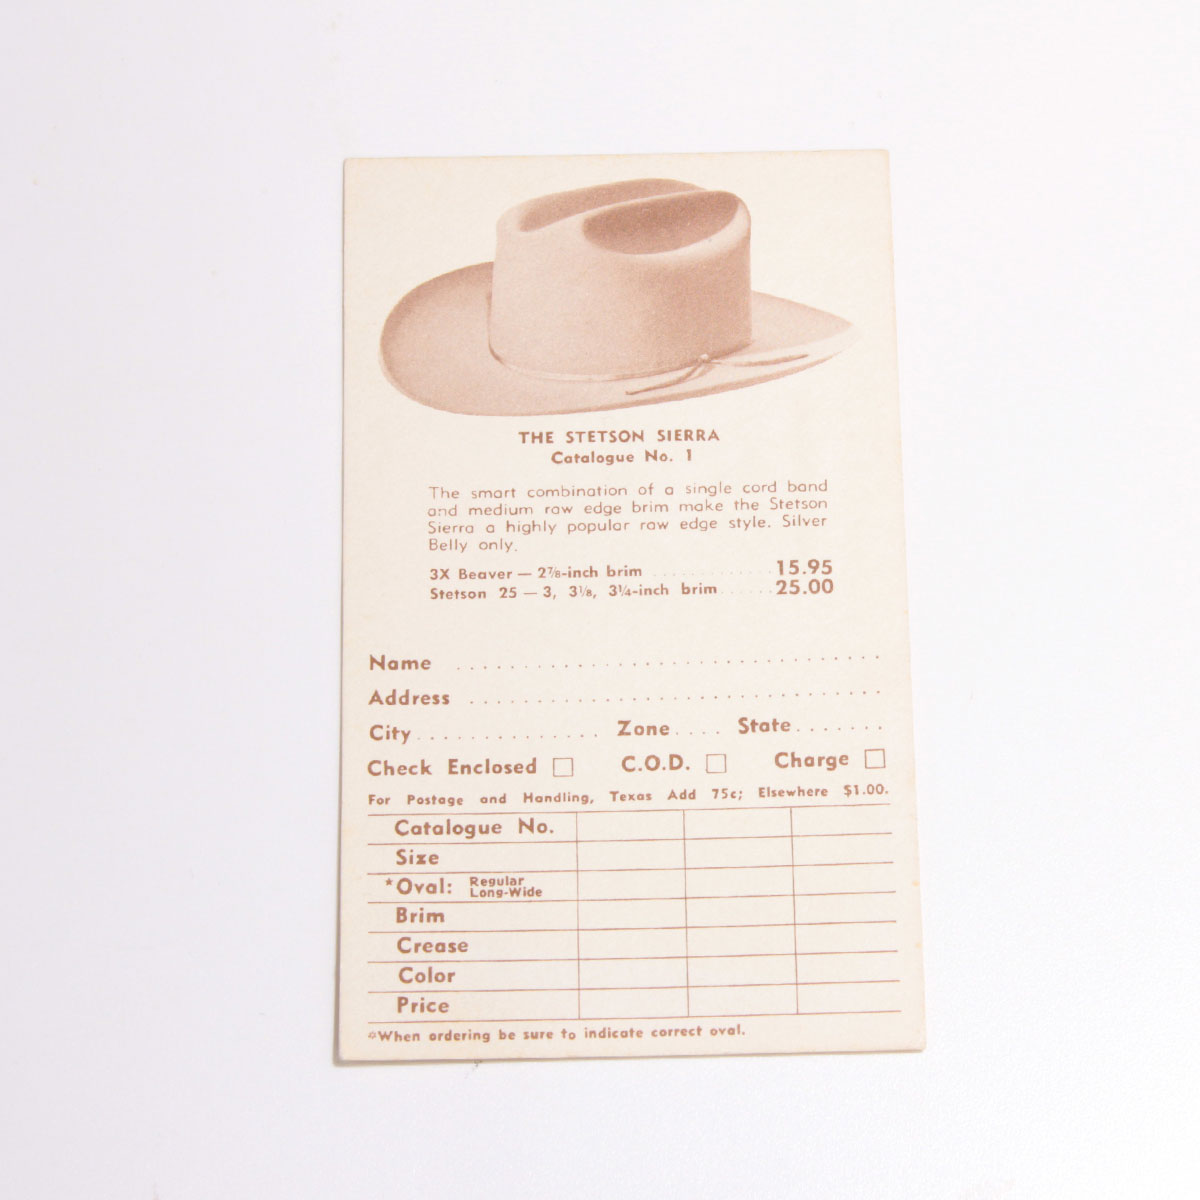 THE STETSON SIERRA
Catalogue No. 1
The smart combination of a single cord band
and medium raw edge brim make the Stetson
Sierra a highly popular raw edge style. Silver
Belly only.
3X Beaver — 2⅞-inch brim ............ 15.95
Stetson 25 — 3, 3⅛, 3¼-inch brim ...... 25.00
Name ................................
Address ...............................
City .............. Zone .... State .......
Check Enclosed ☐ C.O.D. ☐ Charge ☐
For Postage and Handling, Texas Add 75c; Elsewhere $1.00.
Catalogue No.
Size
*Oval: Regular
Long-Wide
Brim
Crease
Color
Price
*When ordering be sure to indicate correct oval.